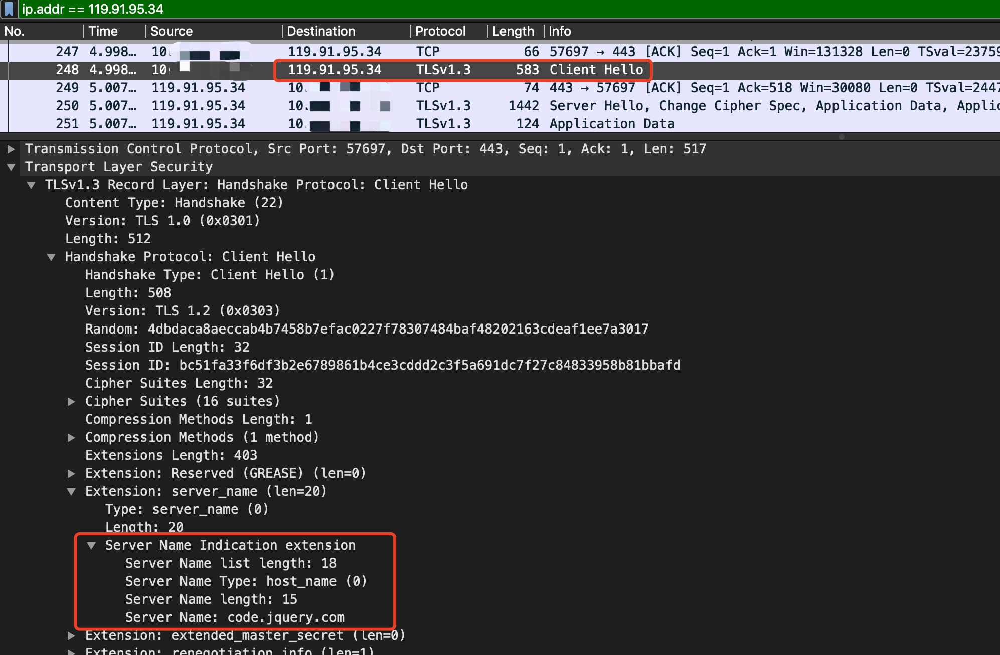 ip.addr == 119.91.95.34
No. Time Source Destination Protocol Length Info
247 4.998… 10. 119.91.95.34 TCP 66 57697 → 443 [ACK] Seq=1 Ack=1 Win=131328 Len=0 TSval=23759
248 4.998… 10. 119.91.95.34 TLSv1.3 583 Client Hello
249 5.007… 119.91.95.34 10. TCP 74 443 → 57697 [ACK] Seq=1 Ack=518 Win=30080 Len=0 TSval=2447
250 5.007… 119.91.95.34 10. TLSv1.3 1442 Server Hello, Change Cipher Spec, Application Data, Applic
251 5.007… 119.91.95.34 10. TLSv1.3 124 Application Data
Transmission Control Protocol, Src Port: 57697, Dst Port: 443, Seq: 1, Ack: 1, Len: 517
Transport Layer Security
TLSv1.3 Record Layer: Handshake Protocol: Client Hello
Content Type: Handshake (22)
Version: TLS 1.0 (0x0301)
Length: 512
Handshake Protocol: Client Hello
Handshake Type: Client Hello (1)
Length: 508
Version: TLS 1.2 (0x0303)
Random: 4dbdaca8aeccab4b7458b7efac0227f78307484baf48202163cdeaf1ee7a3017
Session ID Length: 32
Session ID: bc51fa33f6df3b2e6789861b4ce3cddd2c3f5a691dc7f27c84833958b81bbafd
Cipher Suites Length: 32
Cipher Suites (16 suites)
Compression Methods Length: 1
Compression Methods (1 method)
Extensions Length: 403
Extension: Reserved (GREASE) (len=0)
Extension: server_name (len=20)
Type: server_name (0)
Length: 20
Server Name Indication extension
Server Name list length: 18
Server Name Type: host_name (0)
Server Name length: 15
Server Name: code.jquery.com
Extension: extended_master_secret (len=0)
Extension: renegotiation_info (len=1)